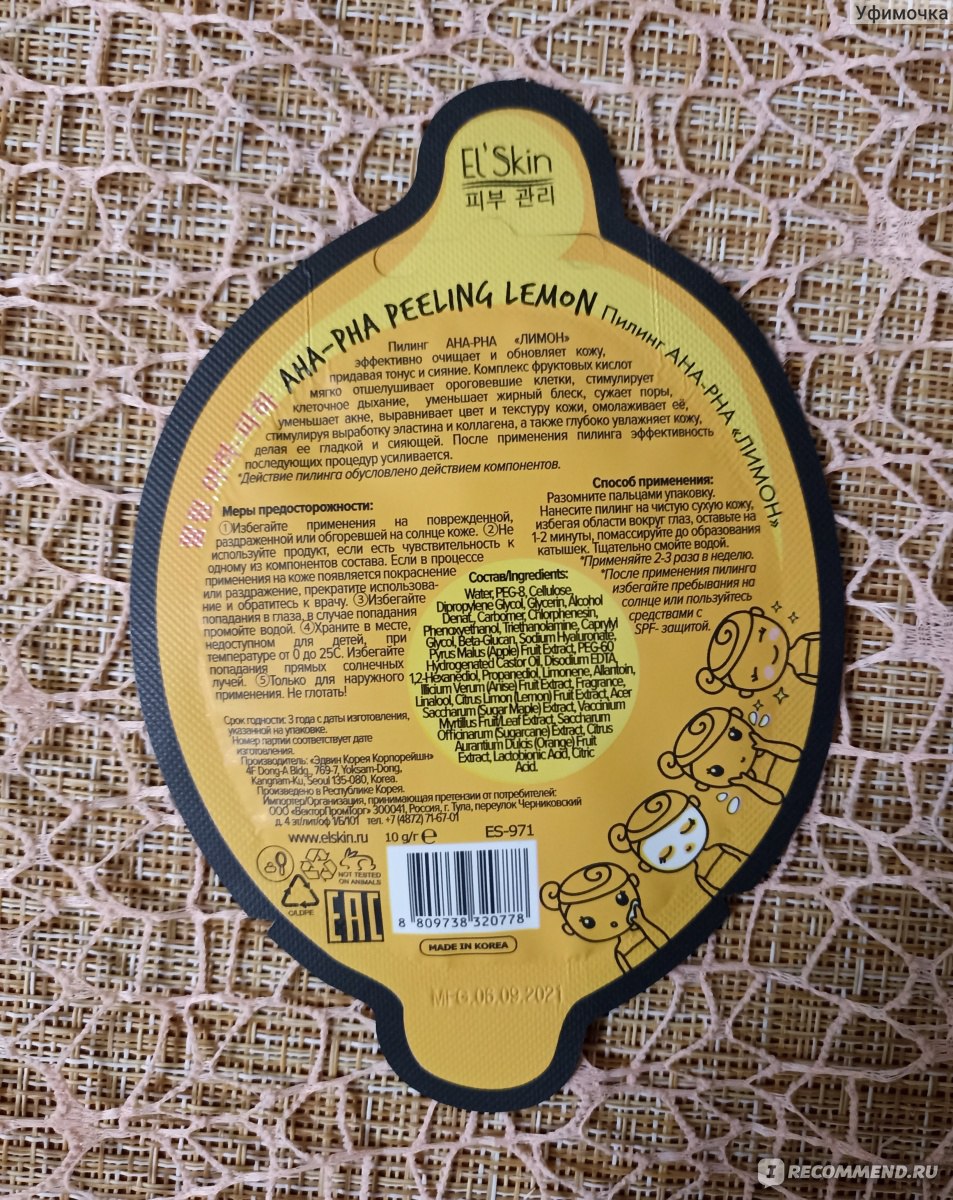 Уфимочка
El'Skin
피부 관리
AHA-PHA PEELING LEMON Пилинг AHA-PHA «ЛИМОН»
Пилинг AHA-PHA «ЛИМОН»
эффективно очищает и обновляет кожу,
придавая тонус и сияние. Комплекс фруктовых кислот
мягко отшелушивает ороговевшие клетки, стимулирует
клеточное дыхание, уменьшает жирный блеск, сужает поры,
уменьшает акне, выравнивает цвет и текстуру кожи, омолаживает её,
стимулируя выработку эластина и коллагена, а также глубоко увлажняет кожу,
делая ее гладкой и сияющей. После применения пилинга эффективность
последующих процедур усиливается.
*Действие пилинга обусловлено действием компонентов.
Меры предосторожности:
①Избегайте применения на поврежденной,
раздраженной или обгоревшей на солнце коже. ②Не
используйте продукт, если есть чувствительность к
одному из компонентов состава. Если в процессе
применения на коже появляется покраснение
или раздражение, прекратите использова-
ние и обратитесь к врачу. ③Избегайте
попадания в глаза, в случае попадания
промойте водой. ④Храните в месте,
недоступном для детей, при
температуре от 0 до 25С. Избегайте
попадания прямых солнечных
лучей. ⑤Только для наружного
применения. Не глотать!
Способ применения:
Разомните пальцами упаковку.
Нанесите пилинг на чистую сухую кожу,
избегая области вокруг глаз, оставьте на
1-2 минуты, помассируйте до образования
катышек. Тщательно смойте водой.
*Применяйте 2-3 раза в неделю.
*После применения пилинга
избегайте пребывания на
солнце или пользуйтесь
средствами с
SPF- защитой.
Состав/Ingredients:
Water, PEG-8, Cellulose,
Dipropylene Glycol, Glycerin, Alcohol
Denat., Carbomer, Chlorphenesin,
Phenoxyethanol, Triethanolamine, Caprylyl
Glycol, Beta-Glucan, Sodium Hyaluronate,
Pyrus Malus (Apple) Fruit Extract, PEG-60
Hydrogenated Castor Oil, Disodium EDTA,
1,2-Hexanediol, Propanediol, Limonene, Allantoin,
Illicium Verum (Anise) Fruit Extract, Fragrance,
Linalool, Citrus Limon (Lemon) Fruit Extract, Acer
Saccharum (Sugar Maple) Extract, Vaccinium
Myrtillus Fruit/Leaf Extract, Saccharum
Officinarum (Sugarcane) Extract, Citrus
Aurantium Dulcis (Orange) Fruit
Extract, Lactobionic Acid, Citric
Acid.
Срок годности: 3 года с даты изготовления,
указанной на упаковке.
Номер партии соответствует дате
изготовления.
Производитель: «Эдвин Корея Корпорейшн»
4F Dong-A Bldg., 769-7, Yoksam-Dong,
Kangnam-Ku, Seoul 135-080, Korea.
Произведено в Республике Корея.
Импортер/Организация, принимающая претензии от потребителей:
ООО «ВекторПромТорг» 300041, Россия, г. Тула, переулок Черниковский
д. 4 эт/лит/оф 1/Б/101 тел. +7 (4872) 71-67-01
www.elskin.ru 10 g/г ℮ ES-971
NOT TESTED
ON ANIMALS
C/LDPE
EAC
8 809738 320778
MADE IN KOREA
MFG.06.09.2021
IRECOMMEND.RU